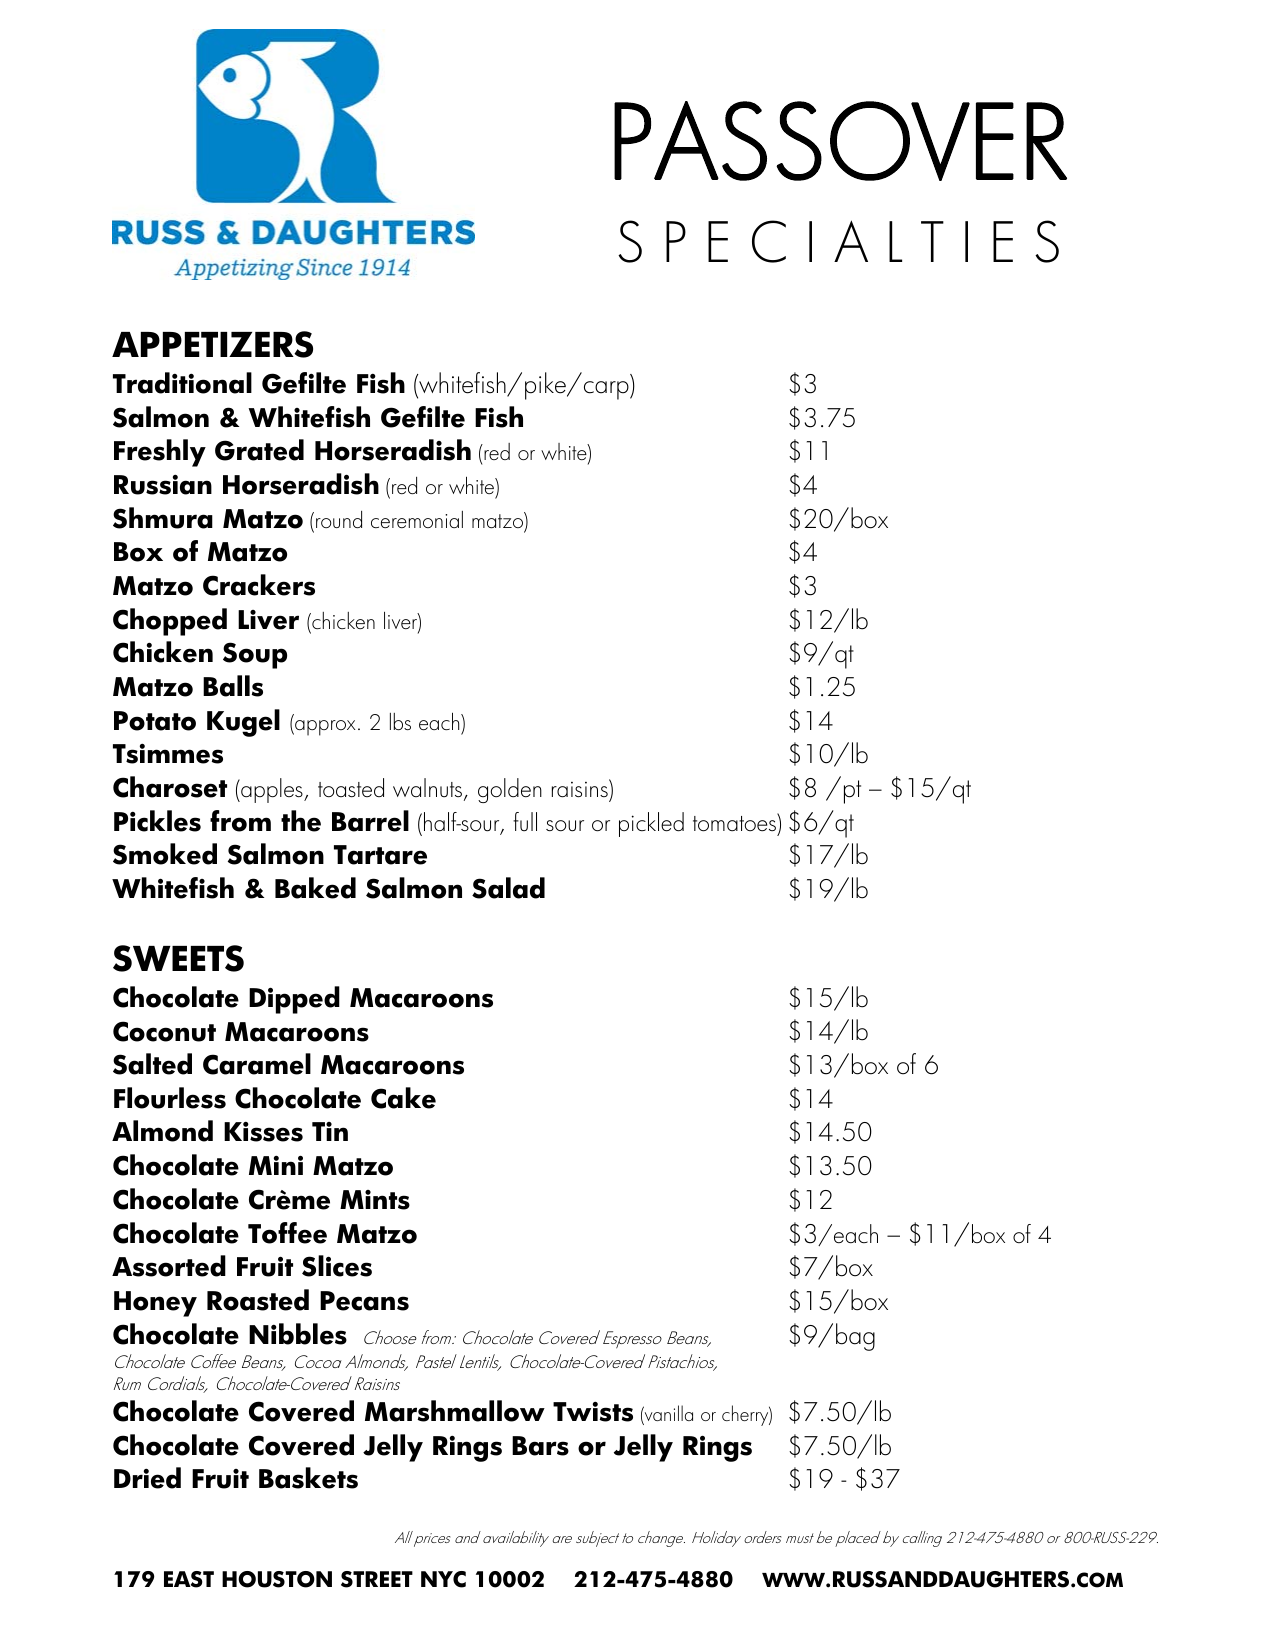 RUSS & DAUGHTERS
Appetizing Since 1914
PASSOVER
SPECIALTIES
APPETIZERS
Traditional Gefilte Fish (whitefish/pike/carp) $3
Salmon & Whitefish Gefilte Fish $3.75
Freshly Grated Horseradish (red or white) $11
Russian Horseradish (red or white) $4
Shmura Matzo (round ceremonial matzo) $20/box
Box of Matzo $4
Matzo Crackers $3
Chopped Liver (chicken liver) $12/lb
Chicken Soup $9/qt
Matzo Balls $1.25
Potato Kugel (approx. 2 lbs each) $14
Tsimmes $10/lb
Charoset (apples, toasted walnuts, golden raisins) $8 /pt – $15/qt
Pickles from the Barrel (half-sour, full sour or pickled tomatoes) $6/qt
Smoked Salmon Tartare $17/lb
Whitefish & Baked Salmon Salad $19/lb
SWEETS
Chocolate Dipped Macaroons $15/lb
Coconut Macaroons $14/lb
Salted Caramel Macaroons $13/box of 6
Flourless Chocolate Cake $14
Almond Kisses Tin $14.50
Chocolate Mini Matzo $13.50
Chocolate Crème Mints $12
Chocolate Toffee Matzo $3/each – $11/box of 4
Assorted Fruit Slices $7/box
Honey Roasted Pecans $15/box
Chocolate Nibbles Choose from: Chocolate Covered Espresso Beans, $9/bag
Chocolate Coffee Beans, Cocoa Almonds, Pastel Lentils, Chocolate-Covered Pistachios,
Rum Cordials, Chocolate-Covered Raisins
Chocolate Covered Marshmallow Twists (vanilla or cherry) $7.50/lb
Chocolate Covered Jelly Rings Bars or Jelly Rings $7.50/lb
Dried Fruit Baskets $19 - $37
All prices and availability are subject to change. Holiday orders must be placed by calling 212-475-4880 or 800-RUSS-229.
179 EAST HOUSTON STREET NYC 10002 212-475-4880 WWW.RUSSANDDAUGHTERS.COM